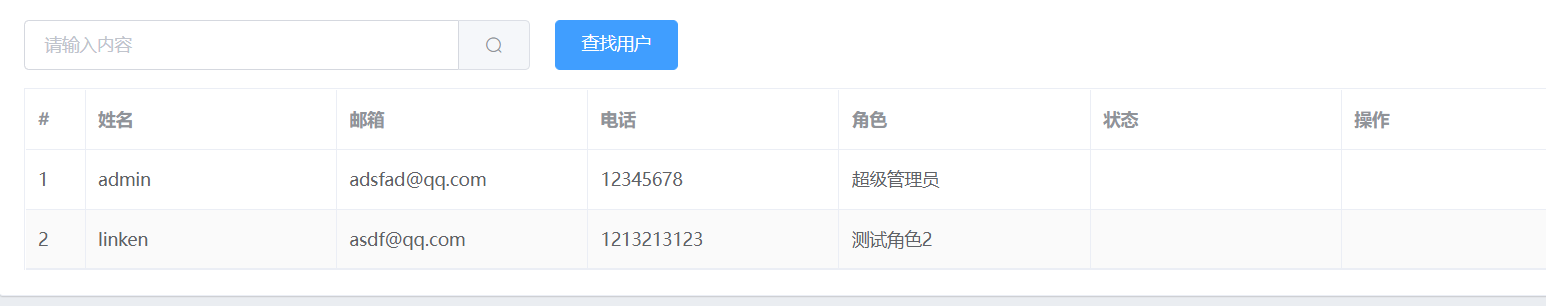 请输入内容 查找用户
# 姓名 邮箱 电话 角色 状态 操作
1 admin adsfad@qq.com 12345678 超级管理员
2 linken asdf@qq.com 1213213123 测试角色2